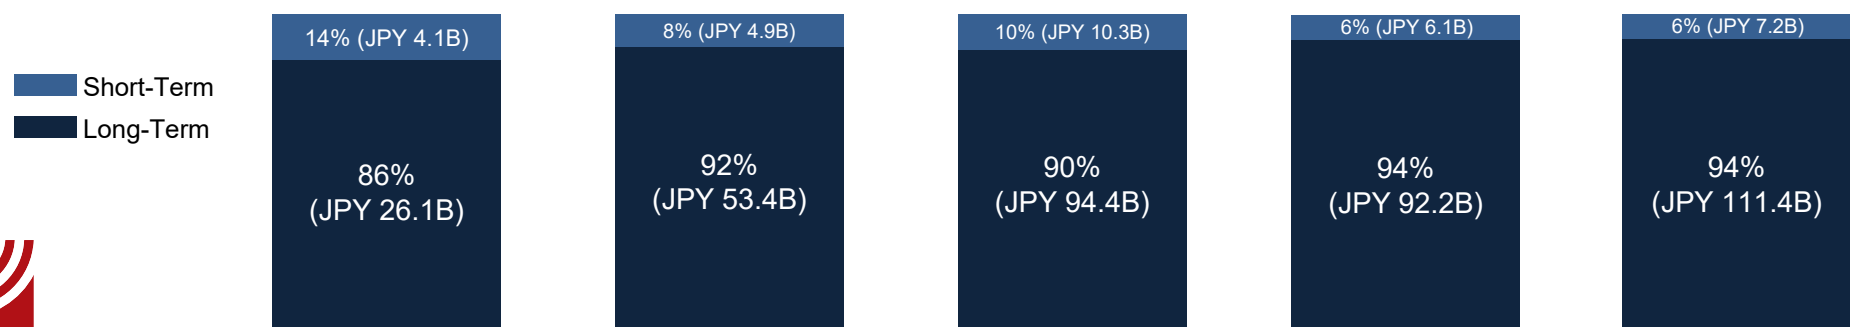 Short-Term
Long-Term
14% (JPY 4.1B)
86%
(JPY 26.1B)
8% (JPY 4.9B)
92%
(JPY 53.4B)
10% (JPY 10.3B)
90%
(JPY 94.4B)
6% (JPY 6.1B)
94%
(JPY 92.2B)
6% (JPY 7.2B)
94%
(JPY 111.4B)